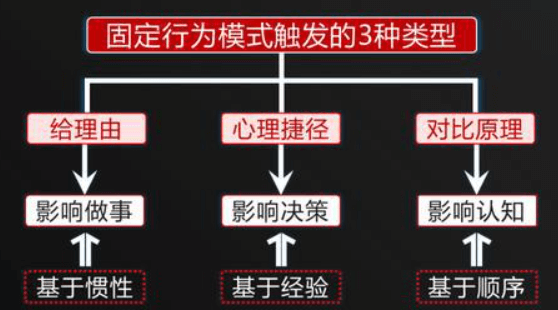 固定行为模式触发的3种类型
给理由 心理捷径 对比原理
影响做事 影响决策 影响认知
基于惯性 基于经验 基于顺序